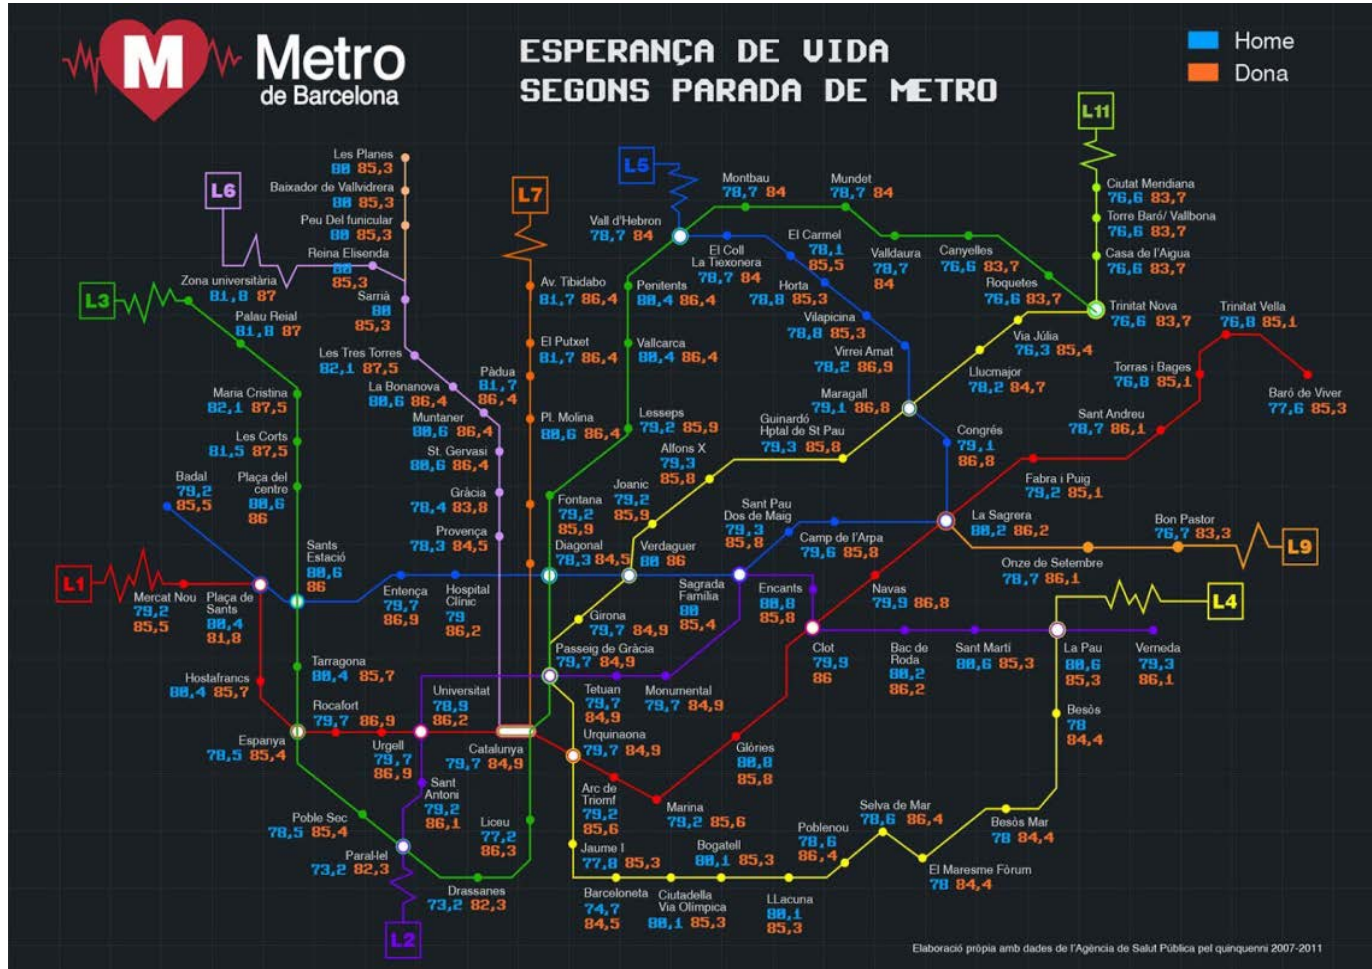 M
Metro
de Barcelona
ESPERANÇA DE VIDA
SEGONS PARADA DE METRO
Home
Dona
L11
L6
L7
L5
L3
L1
L9
L4
L2
Les Planes
80 85,3
Baixador de Vallvidrera
80 85,3
Peu Del funicular
80 85,3
Reina Elisenda
80
85,3
Sarrià
80
85,3
Les Tres Torres
82,1 87,5
La Bonanova
80,6 86,4
Muntaner
80,6 86,4
St. Gervasi
80,6 86,4
Gràcia
78,4 83,8
Provença
78,3 84,5
Pàdua
81,7
86,4
Av. Tibidabo
81,7 86,4
El Putxet
81,7 86,4
Pl. Molina
80,6 86,4
Zona universitària
81,8 87
Palau Reial
81,8 87
Maria Cristina
82,1 87,5
Les Corts
81,5 87,5
Plaça del
centre
80,6
86
Sants
Estació
80,6
86
Tarragona
80,4 85,7
Espanya
78,5 85,4
Poble Sec
78,5 85,4
Paral·lel
73,2 82,3
Drassanes
73,2 82,3
Liceu
77,2
86,3
Catalunya
79,7 84,9
Passeig de Gràcia
79,7 84,9
Diagonal
78,3 84,5
Fontana
79,2
85,9
Lesseps
79,2 85,9
Vallcarca
80,4 86,4
Penitents
80,4 86,4
Vall d'Hebron
78,7 84
Montbau
78,7 84
Mundet
78,7 84
Valldaura
78,7
84
Canyelles
76,6 83,7
Roquetes
76,6 83,7
Trinitat Nova
76,6 83,7
Casa de l'Aigua
76,6 83,7
Torre Baró/ Vallbona
76,6 83,7
Ciutat Meridiana
76,6 83,7
El Coll
La Tiexonera
78,7 84
El Carmel
78,1
85,5
Horta
78,8 85,3
Vilapicina
78,8 85,3
Virrei Amat
78,2
86,9
Maragall
79,1 86,8
Congrés
79,1
86,8
La Sagrera
80,2 86,2
Camp de l'Arpa
79,6 85,8
Sant Pau
Dos de Maig
79,3
85,8
Sagrada
Família
80
85,4
Verdaguer
80 86
Hospital
Clínic
79
86,2
Entença
79,7
86,9
Plaça de
Sants
80,4
81,8
Badal
79,2
85,5
Mercat Nou
79,2
85,5
Hostafrancs
80,4 85,7
Rocafort
79,7 86,9
Urgell
79,7
86,9
Universitat
78,9
86,2
Urquinaona
79,7 84,9
Arc de
Triomf
79,2
85,6
Marina
79,2 85,6
Glòries
80,8
85,8
Clot
79,9
86
Navas
79,9 86,8
Fabra i Puig
79,2 85,1
Sant Andreu
78,7 86,1
Torras i Bages
76,8 85,1
Trinitat Vella
76,8 85,1
Baró de Viver
77,6 85,3
Via Júlia
76,3 85,4
Llucmajor
78,2 84,7
Guinardó
Hptal de St Pau
79,3 85,8
Alfons X
79,3
85,8
Joanic
79,2
85,9
Girona
79,7 84,9
Jaume I
77,8 85,3
Barceloneta
74,7
84,5
Ciutadella
Via Olímpica
80,1 85,3
Bogatell
80,1 85,3
LLacuna
80,1
85,3
Poblenou
78,6
86,4
Selva de Mar
78,6 86,4
El Maresme Fòrum
78 84,4
Besòs Mar
78 84,4
Besòs
78
84,4
La Pau
80,6
85,3
Verneda
79,3
86,1
Sant Martí
80,6 85,3
Bac de
Roda
80,2
86,2
Encants
80,8
85,8
Monumental
79,7 84,9
Tetuan
79,7
84,9
Sant
Antoni
79,2
86,1
Onze de Setembre
78,7 86,1
Bon Pastor
76,7 83,3
Elaboració pròpia amb dades de l'Agència de Salut Pública pel quinquenni 2007-2011